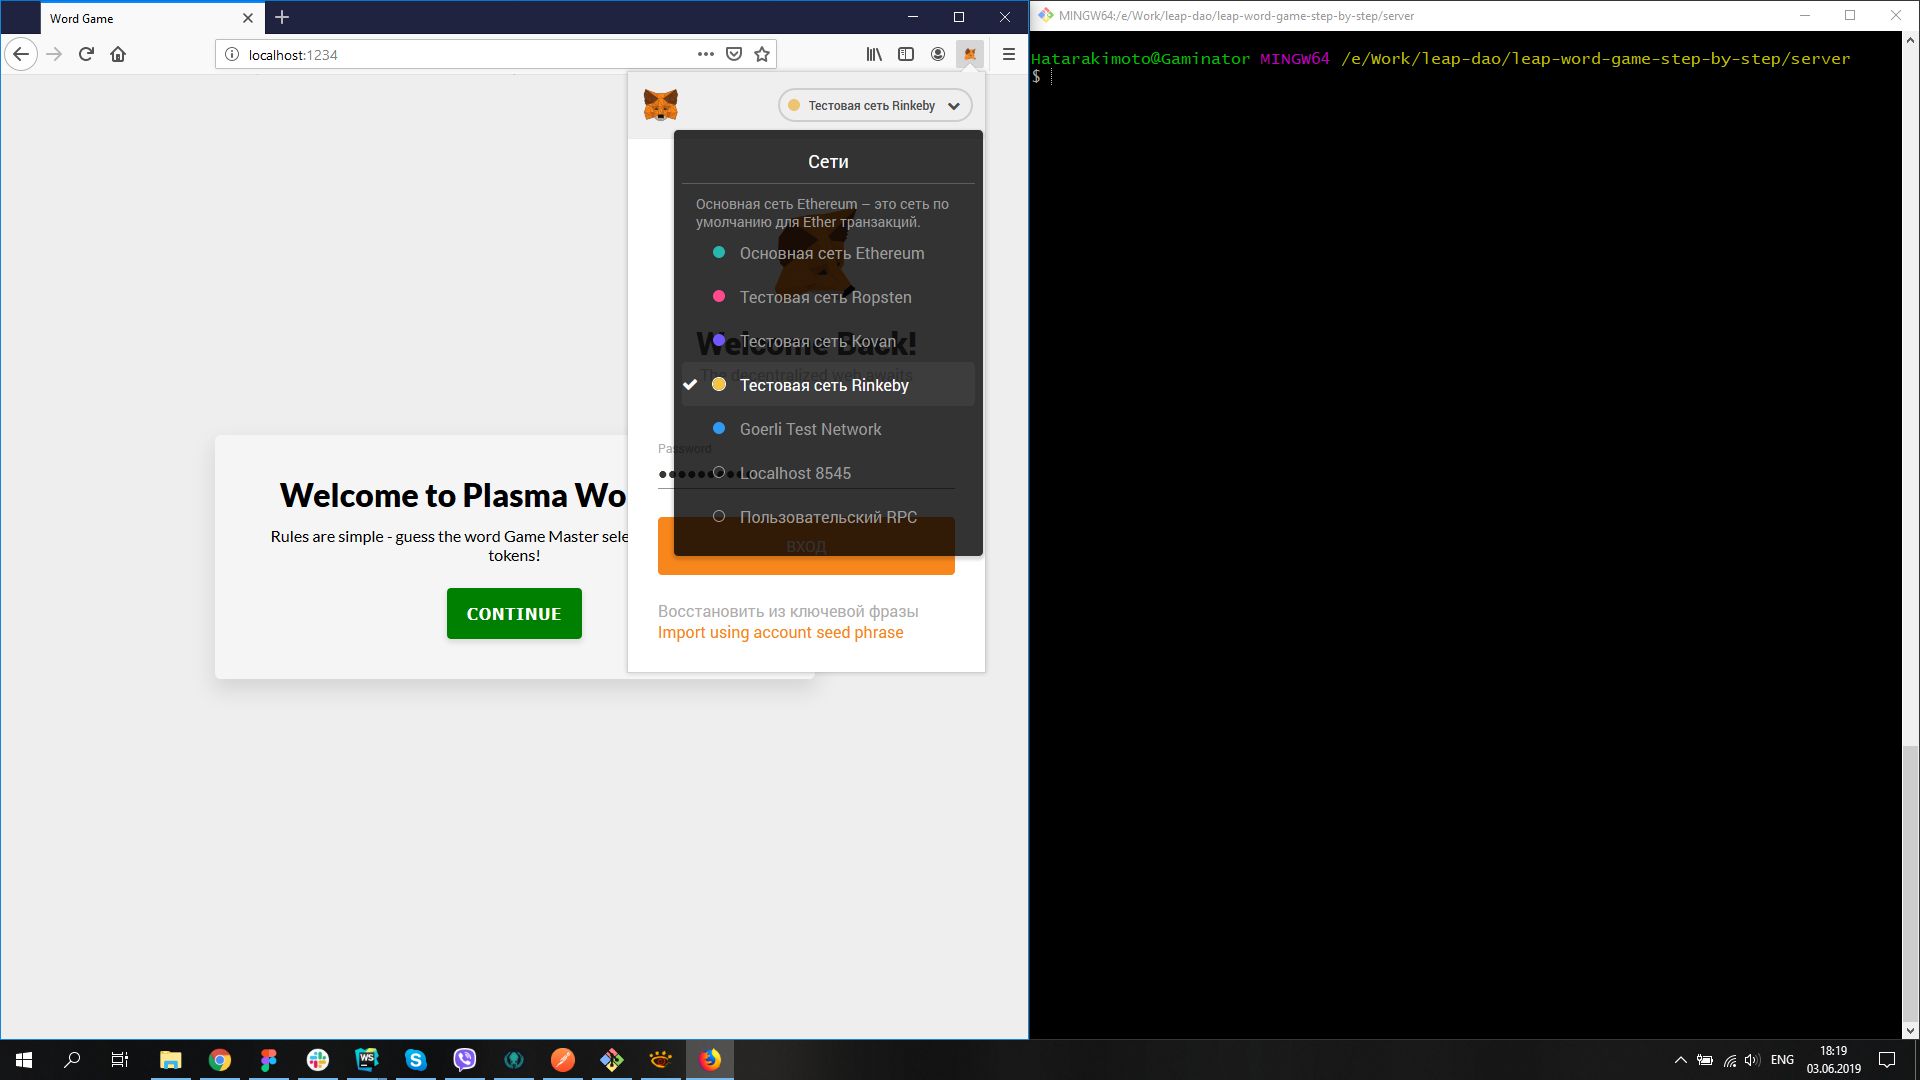 Word Game
localhost:1234
Тестовая сеть Rinkeby
Сети
Основная сеть Ethereum – это сеть по
умолчанию для Ether транзакций.
Основная сеть Ethereum
Тестовая сеть Ropsten
Тестовая сеть Kovan
Welcome Back!
The decentralized web awaits
Тестовая сеть Rinkeby
Goerli Test Network
Password
Localhost 8545
Пользовательский RPC
ВХОД
Восстановить из ключевой фразы
Import using account seed phrase
Welcome to Plasma Wo
Rules are simple - guess the word Game Master sele
tokens!
CONTINUE
MINGW64:/e/Work/leap-dao/leap-word-game-step-by-step/server
Hatarakimoto@Gaminator MINGW64 /e/Work/leap-dao/leap-word-game-step-by-step/server
$
WS
ENG
18:19
03.06.2019